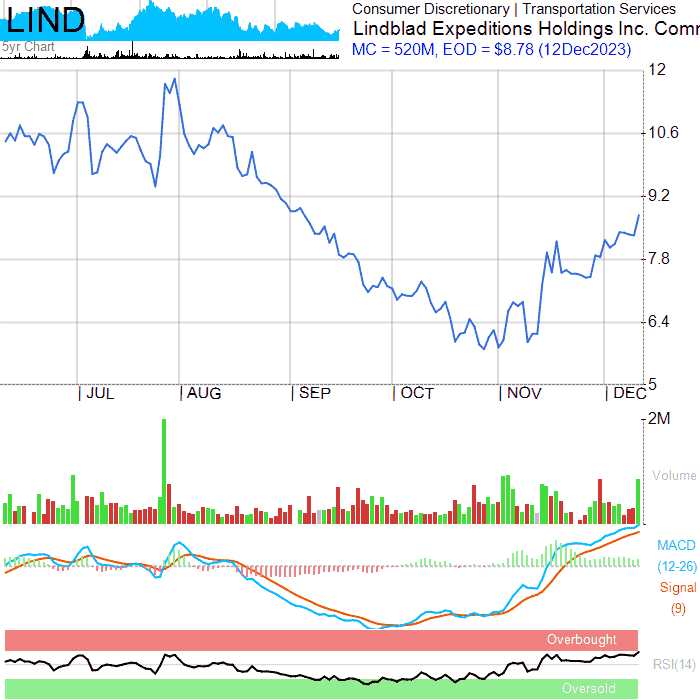 LIND
5yr Chart
Consumer Discretionary | Transportation Services
Lindblad Expeditions Holdings Inc. Comm
MC = 520M, EOD = $8.78 (12Dec2023)
12
10.6
9.2
7.8
6.4
5
JUL
AUG
SEP
OCT
NOV
DEC
2M
Volume
MACD
(12-26)
Signal
(9)
Overbought
RSI(14)
Oversold